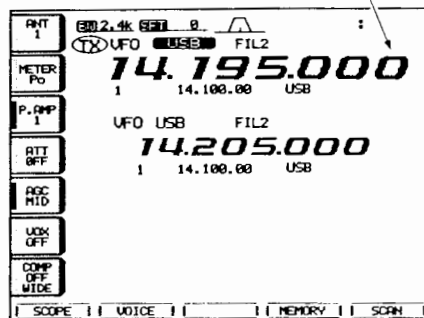 ANT
1
BW 2.4k SFT 0 :
TX VFO USB FIL2
METER
Po
14.195.000
1 14.100.00 USB
P.AMP
1
VFO USB FIL2
ATT
OFF
14.205.000
1 14.100.00 USB
AGC
MID
VOX
OFF
COMP
OFF
WIDE
SCOPE VOICE MEMORY SCAN